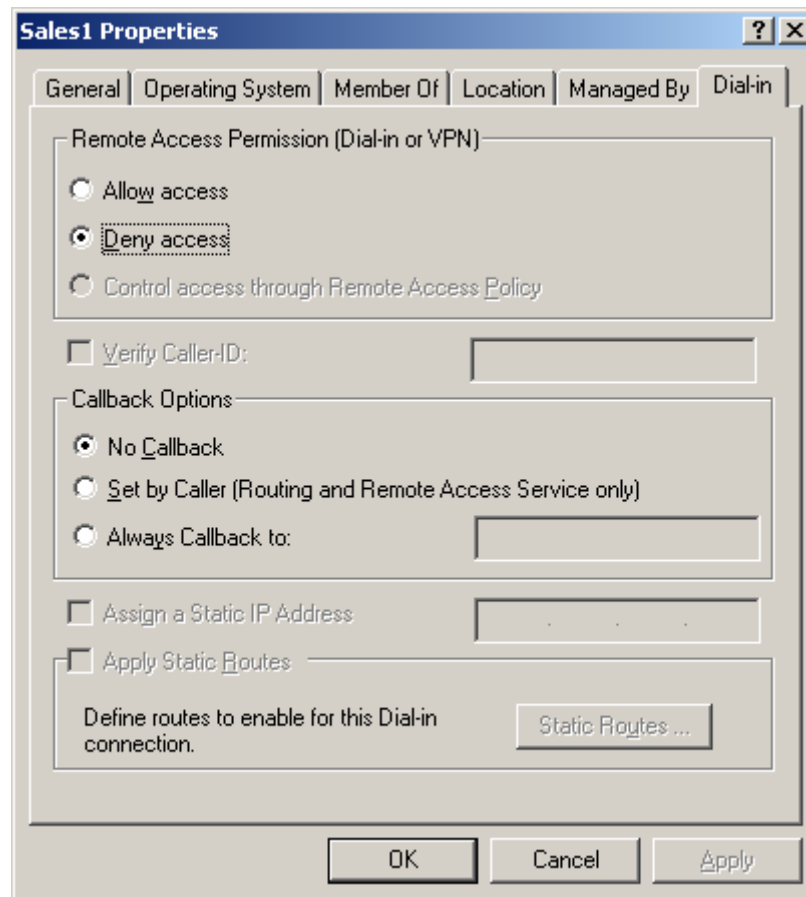 Sales1 Properties
General Operating System Member Of Location Managed By Dial-in
Remote Access Permission (Dial-in or VPN)
Allow access
Deny access
Control access through Remote Access Policy
Verify Caller-ID:
Callback Options
No Callback
Set by Caller (Routing and Remote Access Service only)
Always Callback to:
Assign a Static IP Address
Apply Static Routes
Define routes to enable for this Dial-in
connection.
Static Routes ...
OK Cancel Apply